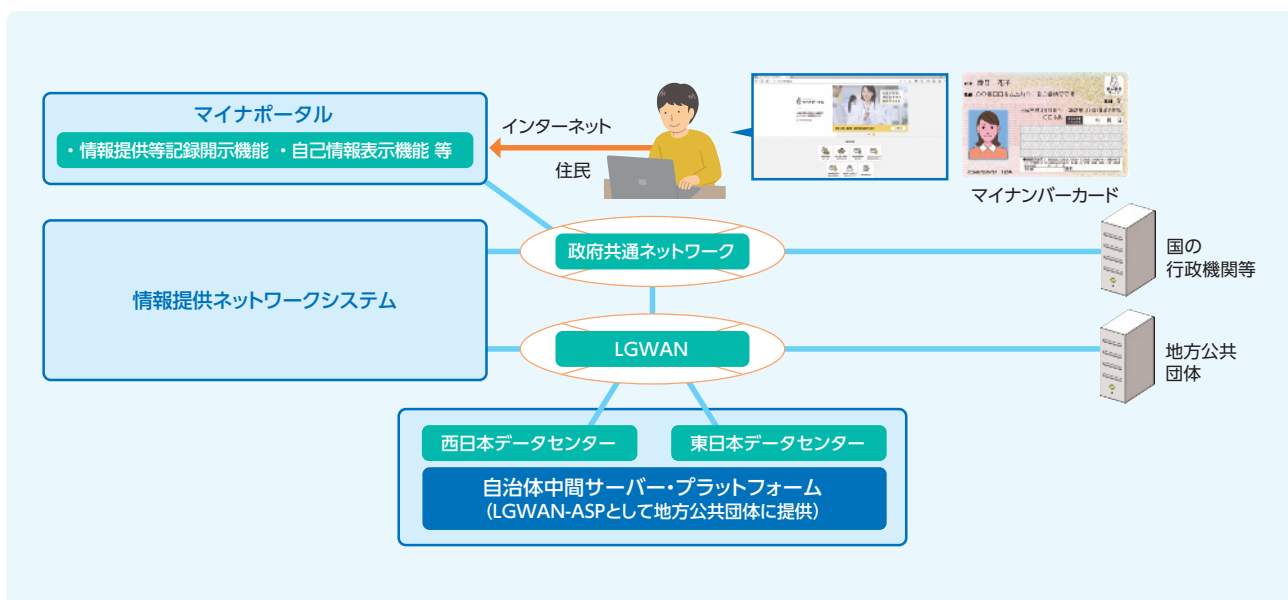 マイナポータル
・情報提供等記録開示機能 ・自己情報表示機能 等
インターネット
住民
マイナンバーカード
政府共通ネットワーク
国の
行政機関等
情報提供ネットワークシステム
LGWAN
地方公共
団体
西日本データセンター
東日本データセンター
自治体中間サーバー・プラットフォーム
(LGWAN-ASPとして地方公共団体に提供)